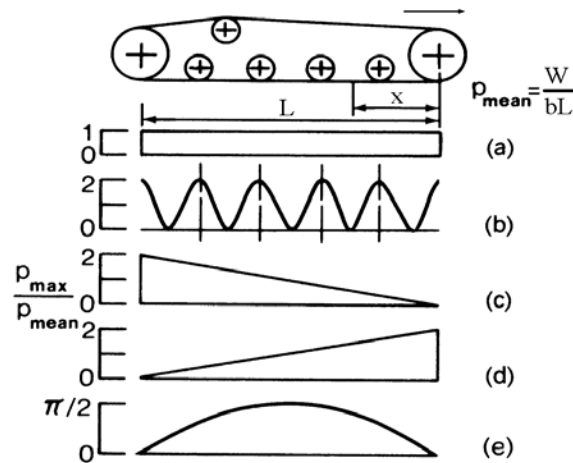 p_mean = W / bL
L
x
1
0
(a)
2
0
(b)
p_max / p_mean
2
0
(c)
2
0
(d)
π/2
0
(e)